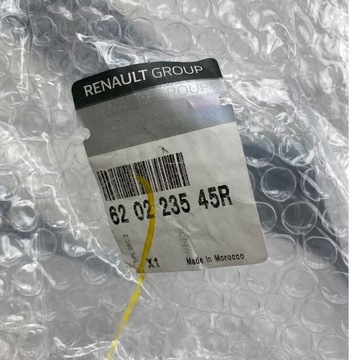 RENAULT GROUP
62 02 235 45R
X1
Made in Morocco